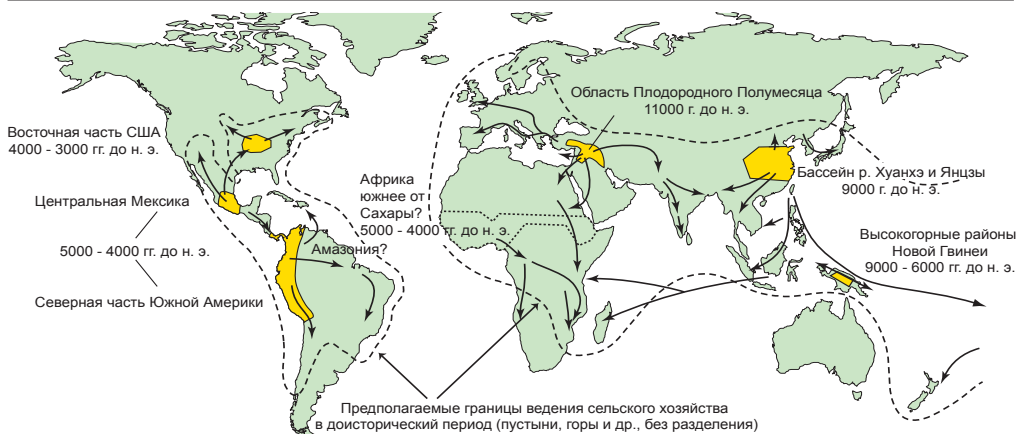 Область Плодородного Полумесяца
11000 г. до н. э.
Восточная часть США
4000 - 3000 гг. до н. э.
Бассейн р. Хуанхэ и Янцзы
9000 г. до н. э.
Африка
южнее от
Сахары?
5000 - 4000 гг. до н. э.
Центральная Мексика
5000 - 4000 гг. до н. э.
Северная часть Южной Америки
Амазония?
Высокогорные районы
Новой Гвинеи
9000 - 6000 гг. до н. э.
Предполагаемые границы ведения сельского хозяйства
в доисторический период (пустыни, горы и др., без разделения)